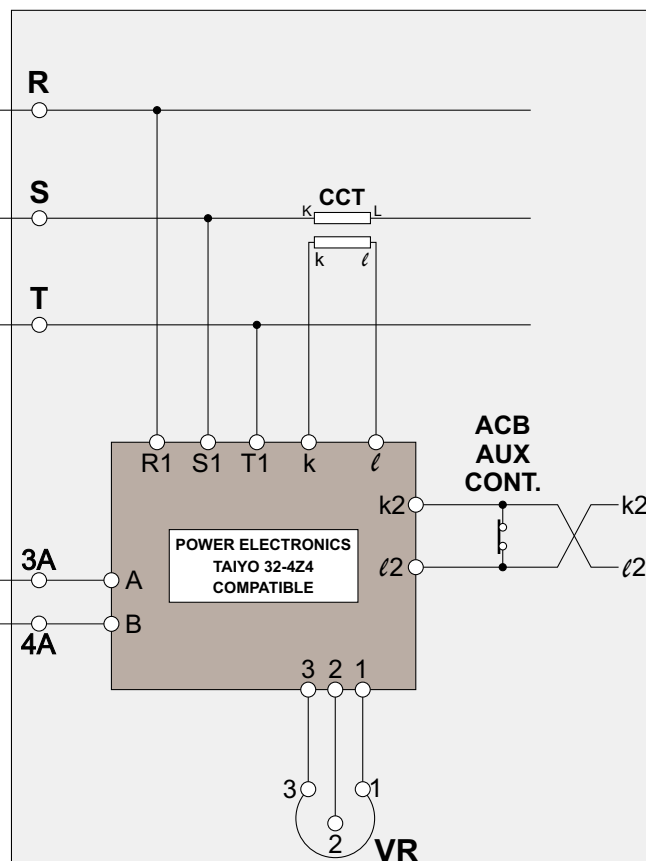 R
S
CCT
K L
k ℓ
T
R1 S1 T1 k ℓ
ACB
AUX
CONT.
k2 k2
ℓ2 ℓ2
POWER ELECTRONICS
TAIYO 32-4Z4
COMPATIBLE
3A A
4A B
3 2 1
3 1
2
VR